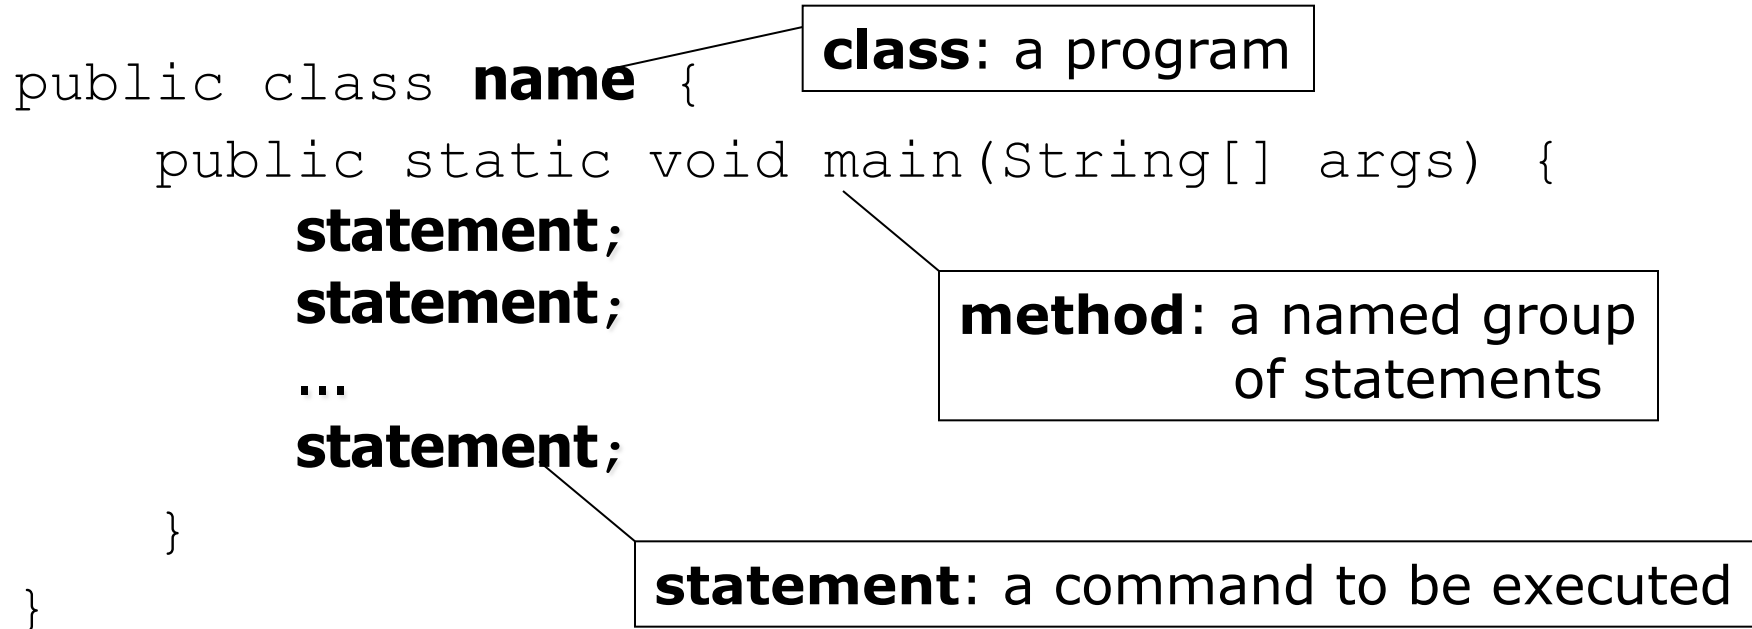 class: a program
public class name {
public static void main(String[] args) {
statement;
statement;
method: a named group
of statements
...
statement;
}
statement: a command to be executed
}